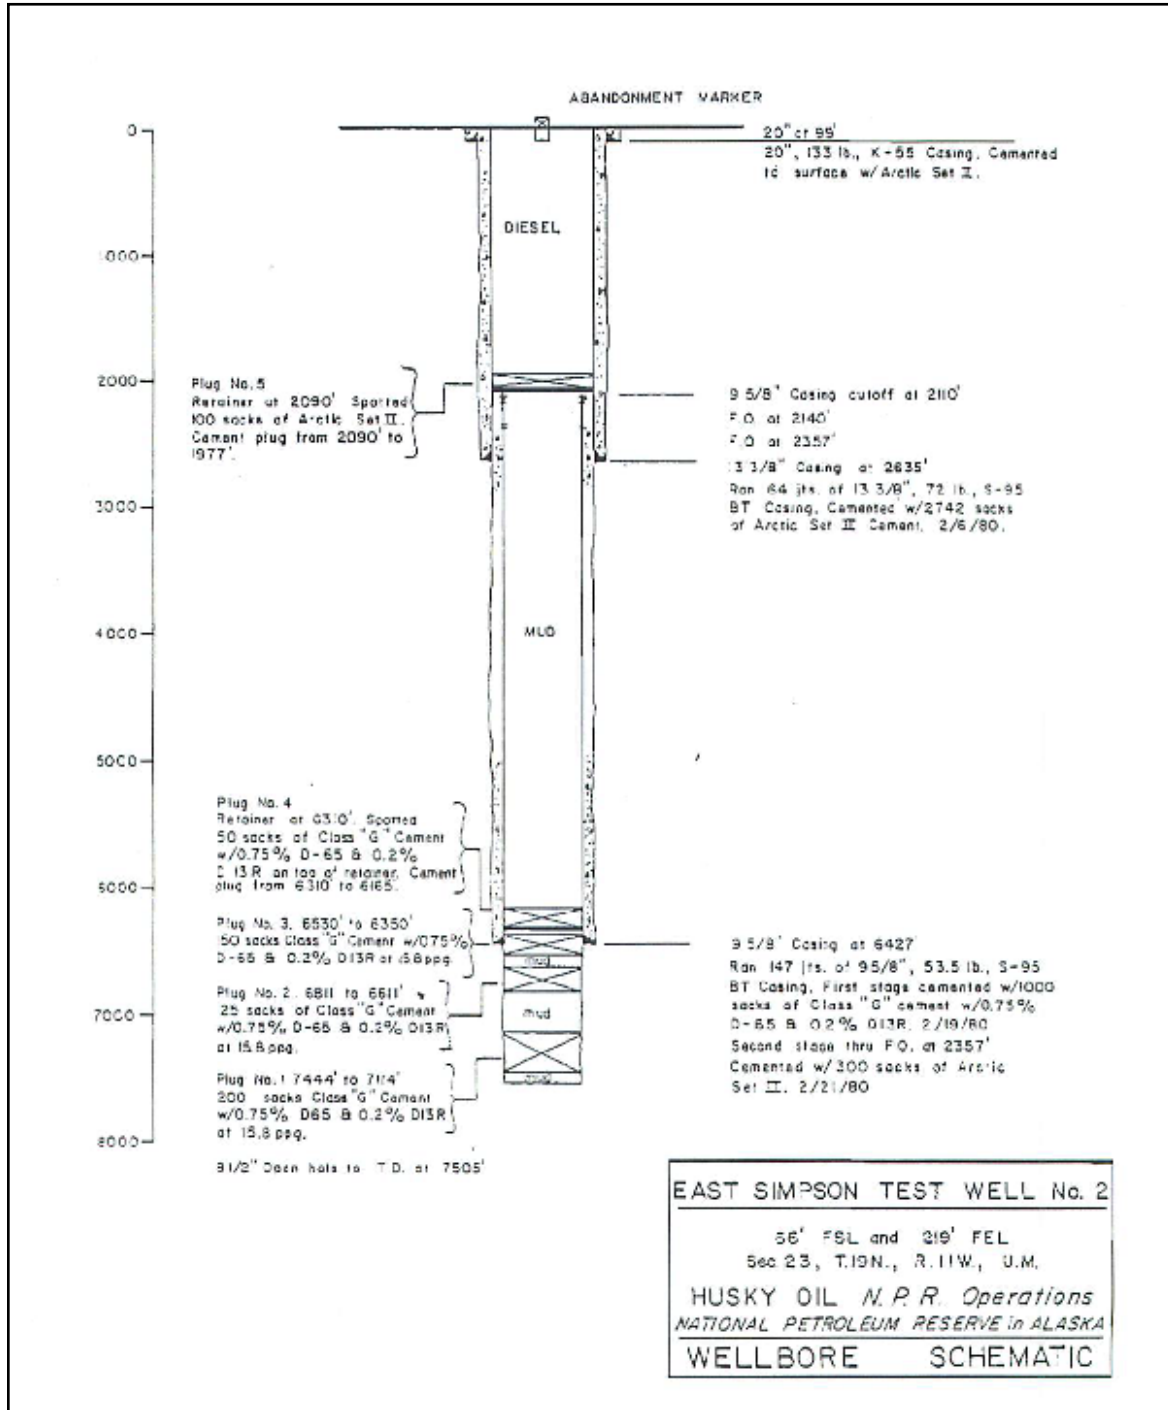 ABANDONMENT MARKER
0
1000
2000
3000
4000
5000
6000
7000
8000
20" at 99'
20", 133 lb., K-55 Casing, Cemented
to surface w/Arctic Set II.
DIESEL
Plug No. 5
Retainer at 2090' Spotted
100 sacks of Arctic Set II.
Cement plug from 2090' to
1977'.
9 5/8" Casing cutoff at 2110'
F.O. at 2140'
F.O. at 2357'
13 3/8" Casing at 2635'
Ran 64 jts. of 13 3/8", 72 lb., S-95
BT Casing, Cemented w/2742 sacks
of Arctic Set II Cement, 2/6/80.
MUD
Plug No. 4
Retainer at 6310'. Spotted
50 sacks of Class "G" Cement
w/0.75% D-65 & 0.2%
D13R on top of retainer. Cement
plug from 6310' to 6165'.
Plug No. 3. 6530' to 6350'
Sacks Class "G" Cement w/0.75%
D-65 & 0.2% D13R at 15.8 ppg.
Plug No. 2. 6811 to 6611'
sacks of Class "G" Cement
w/0.75% D-65 & 0.2% D13R
at 15.8 ppg.
Plug No. 1 7444' to
200 sacks Class "G" Cement
w/0.75% D65 & 0.2% D13R
at 15.8 ppg.
mud
mud
mud
Open hole to T.D. at 7505'
9 5/8" Casing at 6427'
Ran 147 jts. of 9 5/8", 53.5 lb., S-95
BT Casing, First stage cemented w/1000
sacks of Class "G" cement w/0.75%
D-65 & 0.2% D13R. 2/19/80
Second stage thru F.O. at 2357'
Cemented w/300 sacks of Arctic
Set II. 2/21/80
EAST SIMPSON TEST WELL No. 2
FSL and FEL
Sec. 23, T.19N., R.11W., U.M.
HUSKY OIL N.P.R. Operations
NATIONAL PETROLEUM RESERVE in ALASKA
WELLBORE SCHEMATIC